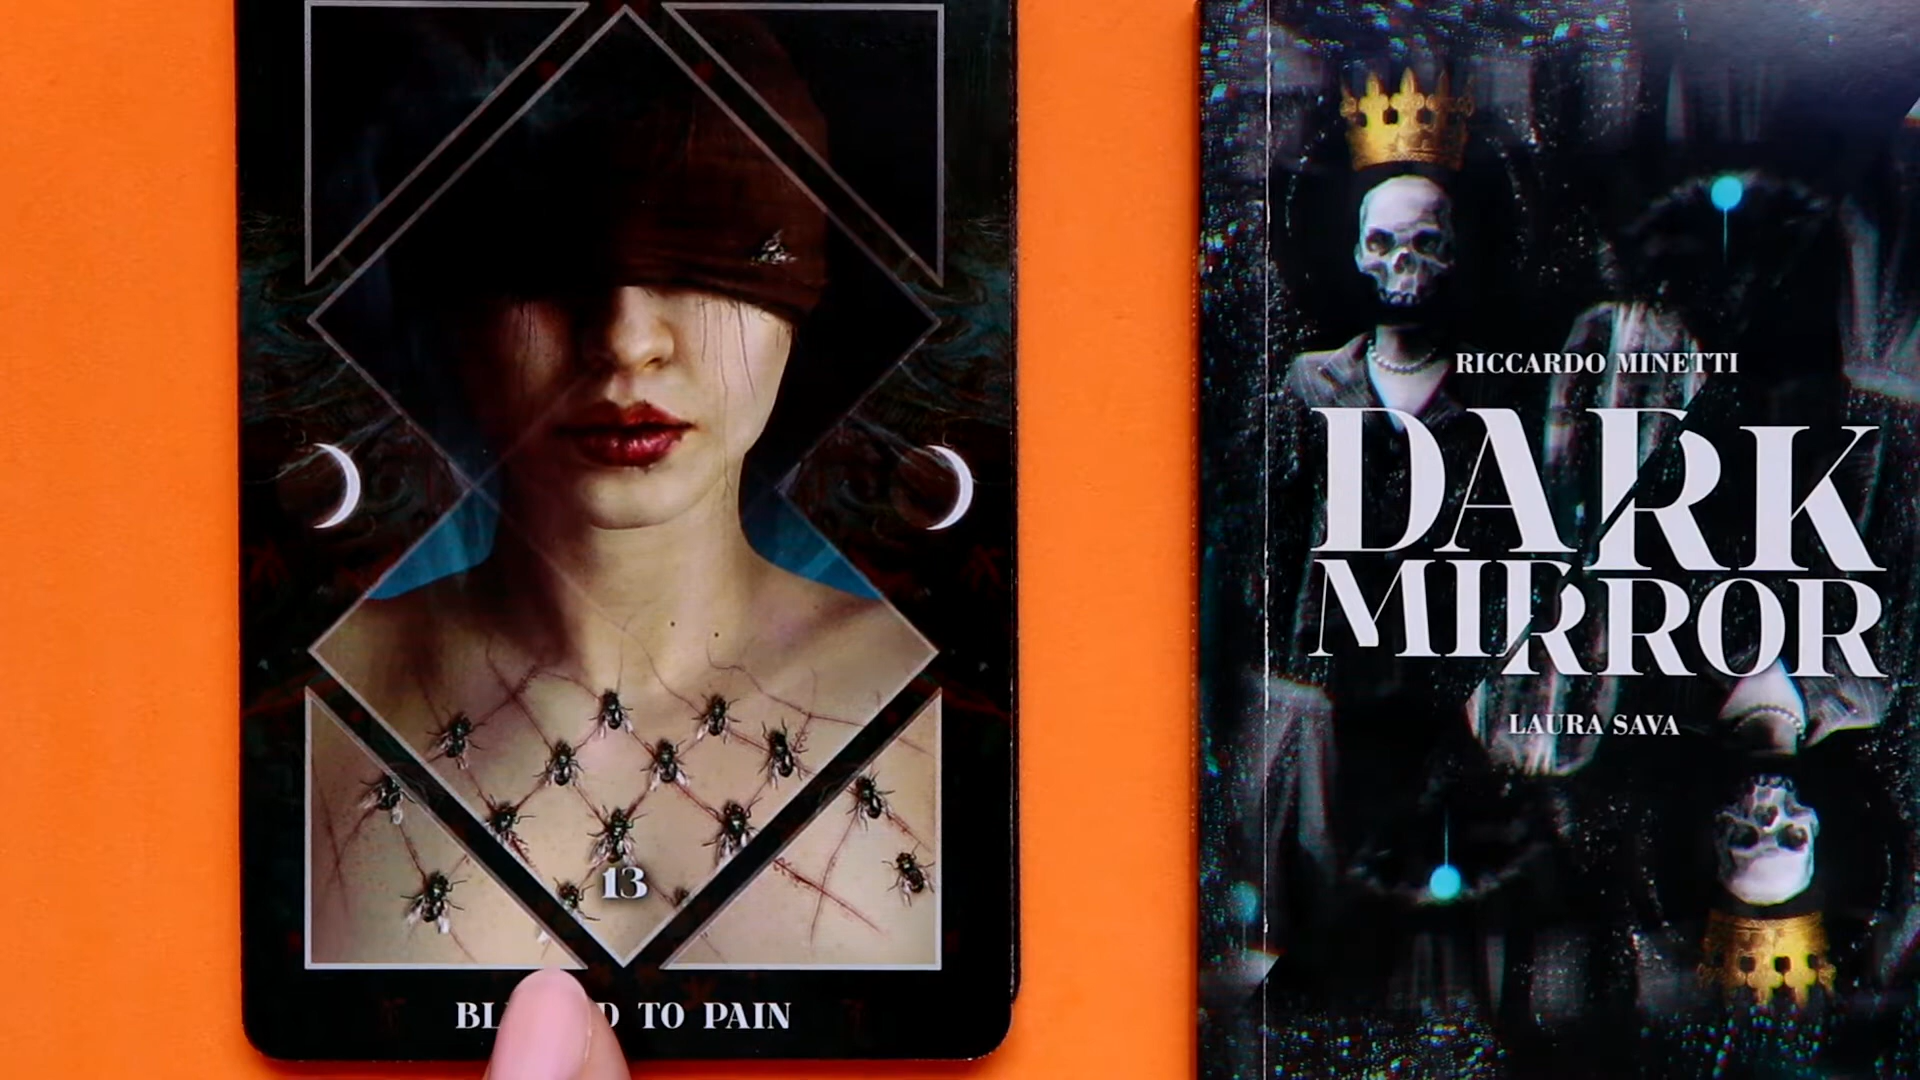 13
TO PAIN
RICCARDO MINETTI
DARK
MIRROR
LAURA SAVA